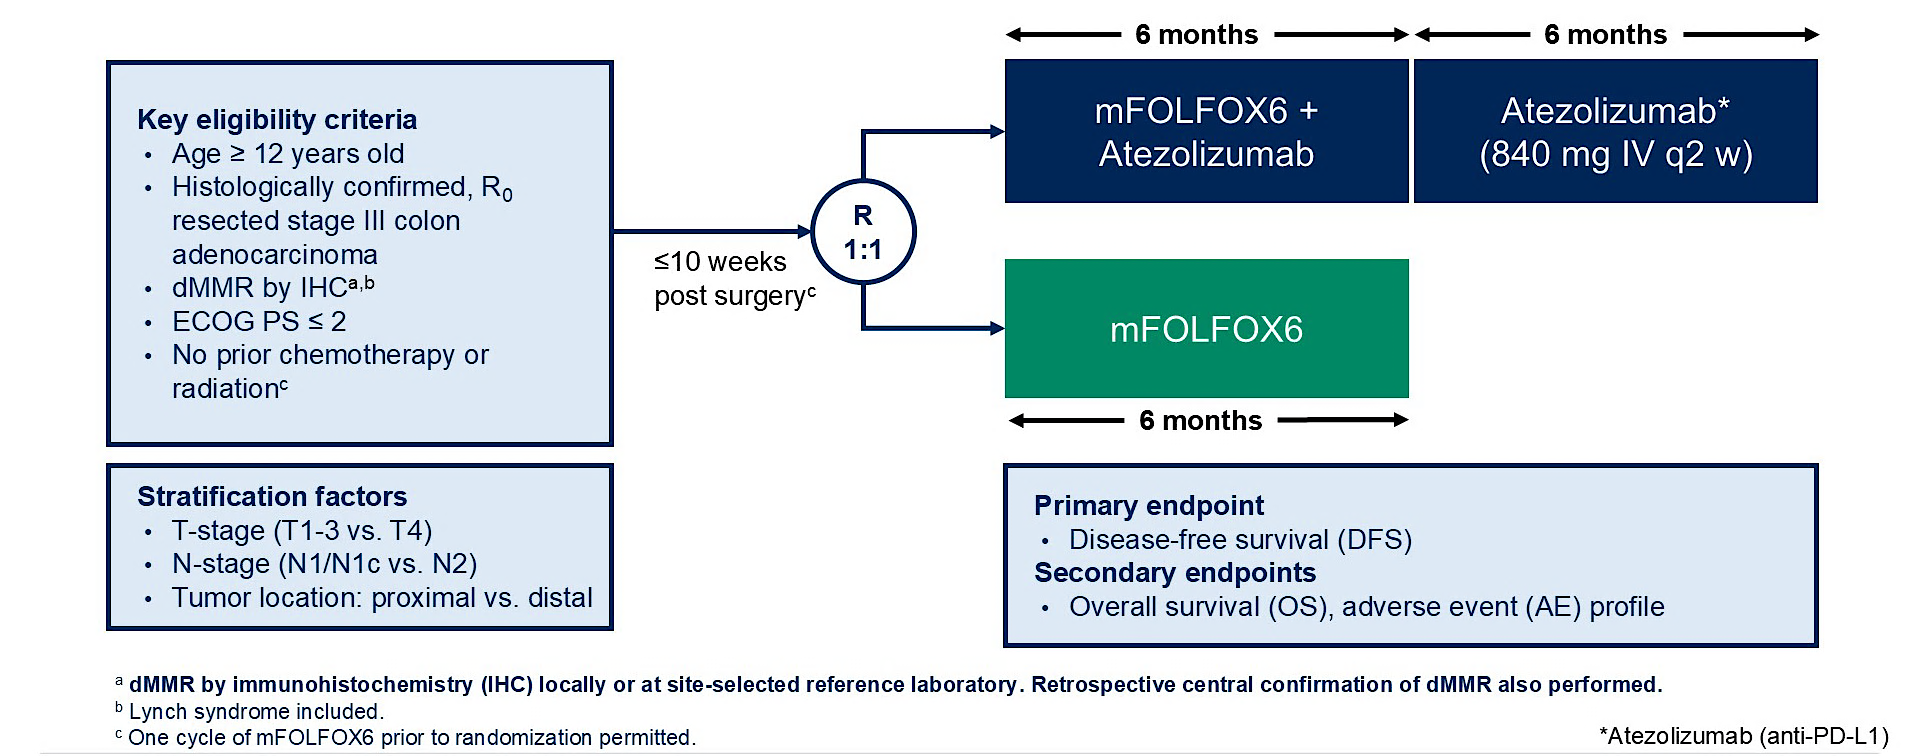 6 months
6 months
Key eligibility criteria
• Age ≥ 12 years old
• Histologically confirmed, R0
resected stage III colon
adenocarcinoma
• dMMR by IHCa,b
• ECOG PS ≤ 2
• No prior chemotherapy or
radiationc
≤10 weeks
post surgeryc
R
1:1
mFOLFOX6 +
Atezolizumab
Atezolizumab*
(840 mg IV q2 w)
mFOLFOX6
6 months
Stratification factors
• T-stage (T1-3 vs. T4)
• N-stage (N1/N1c vs. N2)
• Tumor location: proximal vs. distal
Primary endpoint
• Disease-free survival (DFS)
Secondary endpoints
• Overall survival (OS), adverse event (AE) profile
a dMMR by immunohistochemistry (IHC) locally or at site-selected reference laboratory. Retrospective central confirmation of dMMR also performed.
b Lynch syndrome included.
c One cycle of mFOLFOX6 prior to randomization permitted.
*Atezolizumab (anti-PD-L1)